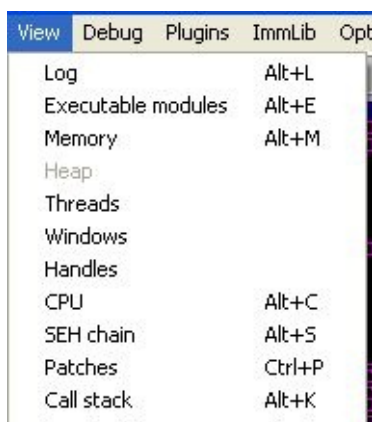 View Debug Plugins ImmLib Opt
Log Alt+L
Executable modules Alt+E
Memory Alt+M
Heap
Threads
Windows
Handles
CPU Alt+C
SEH chain Alt+S
Patches Ctrl+P
Call stack Alt+K